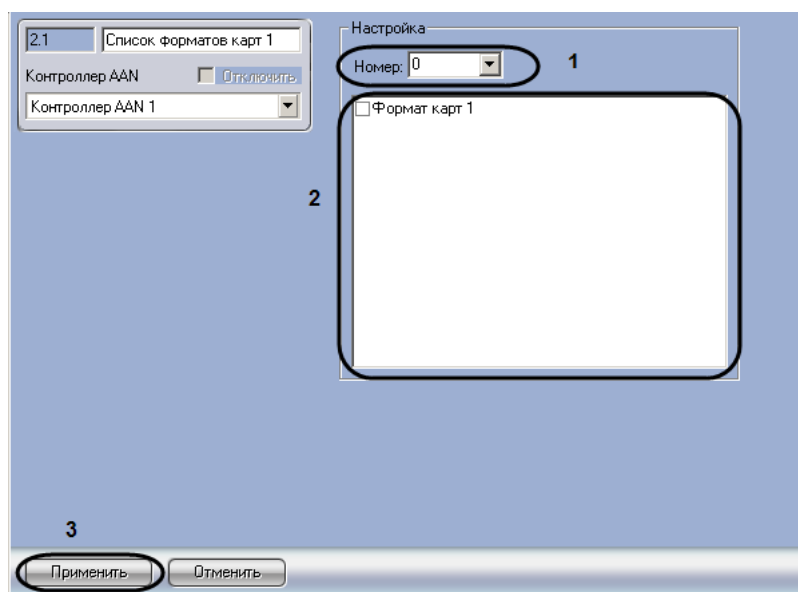 2.1 Список форматов карт 1
Контроллер AAN Отключить
Контроллер AAN 1
Настройка
Номер: 0 1
Формат карт 1
2
3
Применить Отменить